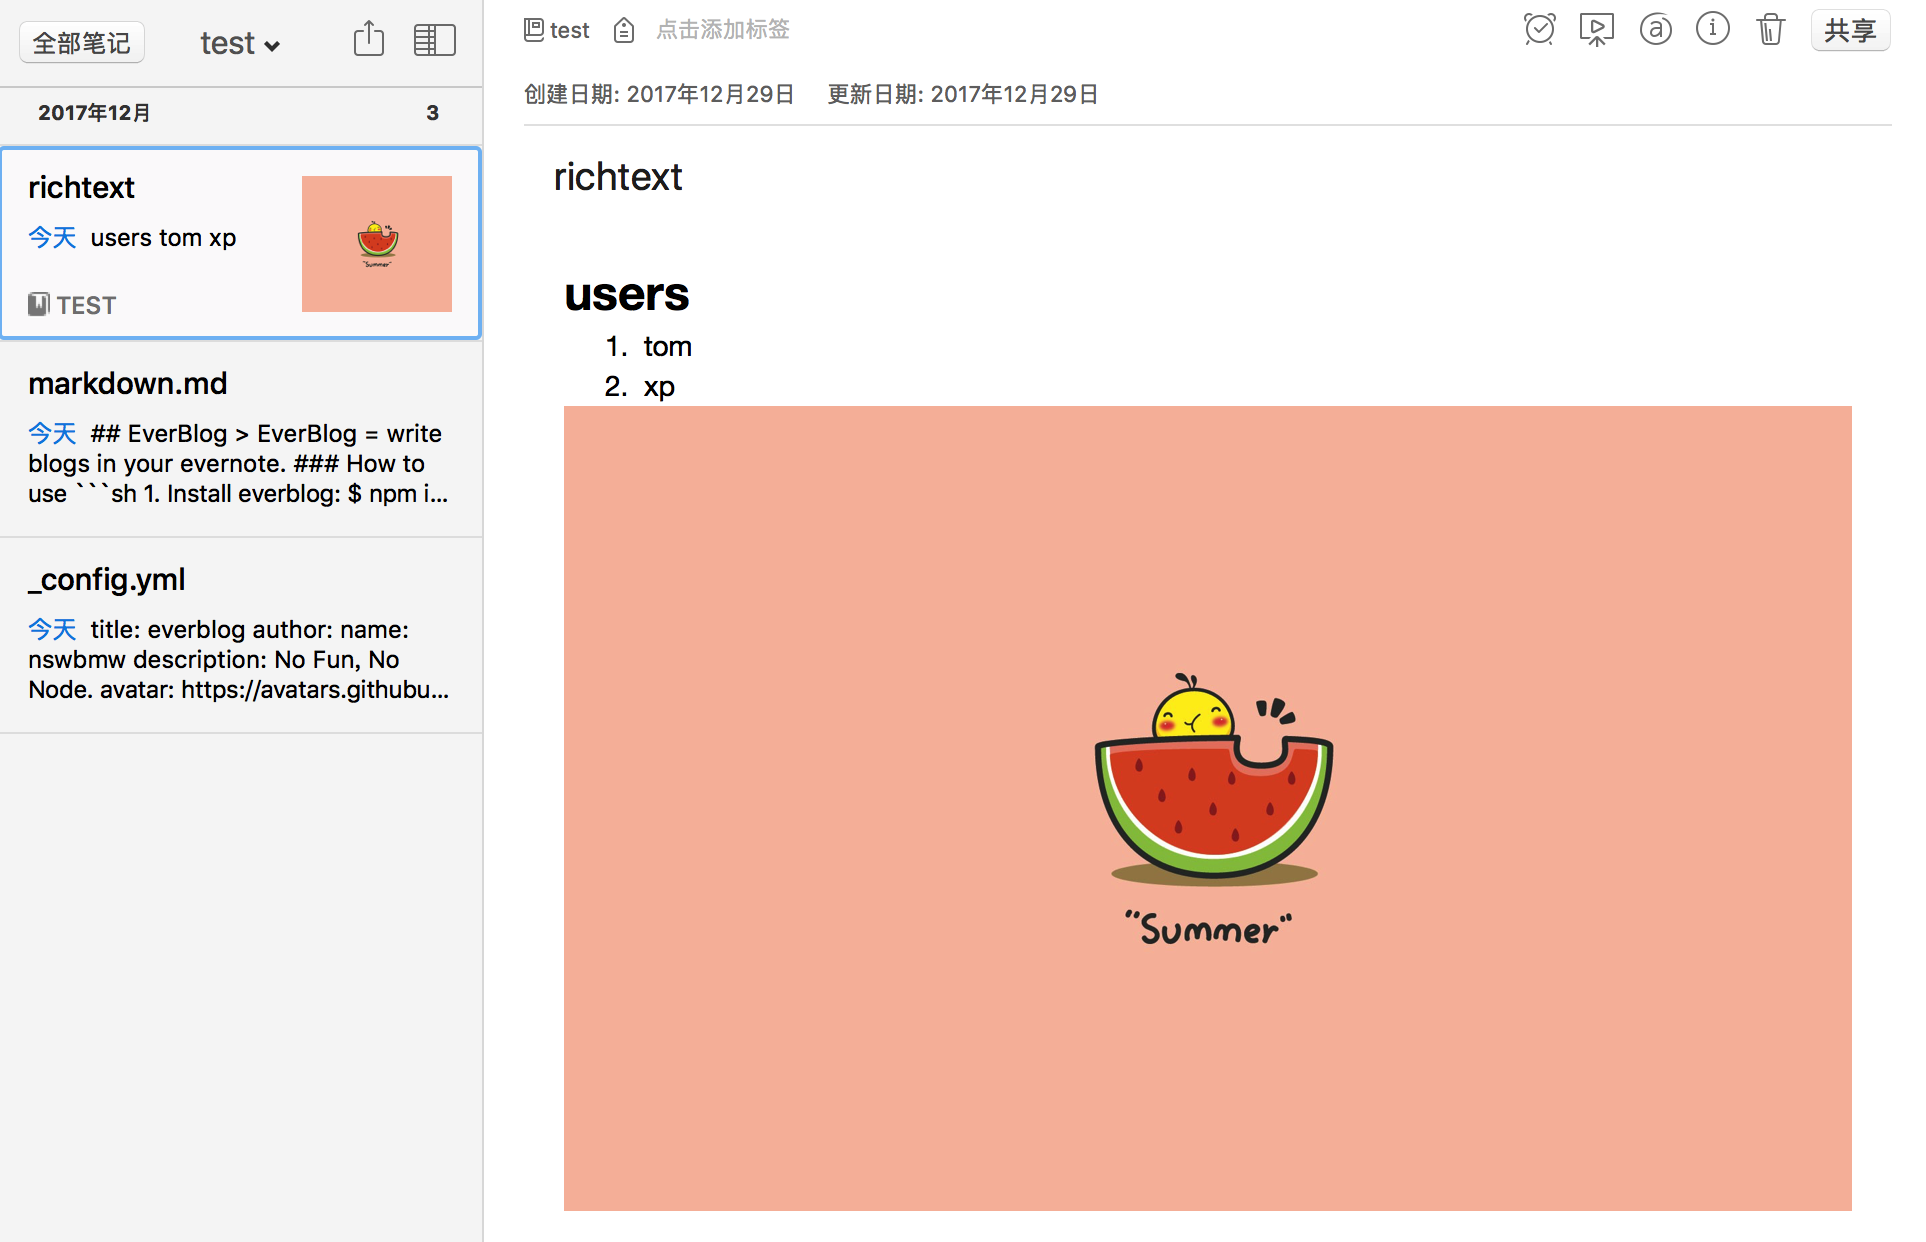 全部笔记
test
2017年12月 3
richtext
今天 users tom xp
TEST
"Summer"
markdown.md
今天 ## EverBlog > EverBlog = write
blogs in your evernote. ### How to
use ```sh 1. Install everblog: $ npm i...
_config.yml
今天 title: everblog author: name:
nswbmw description: No Fun, No
Node. avatar: https://avatars.githubu...
test 点击添加标签
共享
创建日期: 2017年12月29日 更新日期: 2017年12月29日
richtext
users
1. tom
2. xp
"Summer"